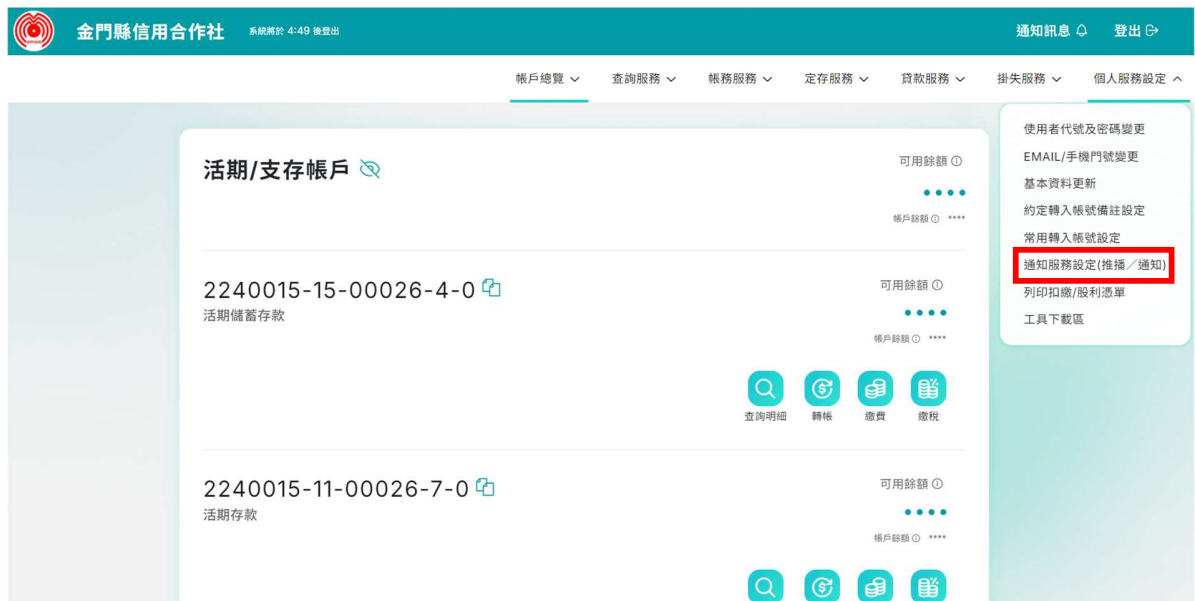 金門縣信用合作社 系統將於 4:49 後登出 通知訊息 登出
帳戶總覽 查詢服務 帳務服務 定存服務 貸款服務 掛失服務 個人服務設定
使用者代號及密碼變更
EMAIL/手機門號變更
基本資料更新
約定轉入帳號備註設定
常用轉入帳號設定
通知服務設定(推播／通知)
列印扣繳/股利憑單
工具下載區
活期/支存帳戶 可用餘額
••••
帳戶餘額 ****
2240015-15-00026-4-0 可用餘額
活期儲蓄存款 ••••
帳戶餘額 ****
查詢明細 轉帳 繳費 繳稅
2240015-11-00026-7-0 可用餘額
活期存款 ••••
帳戶餘額 ****